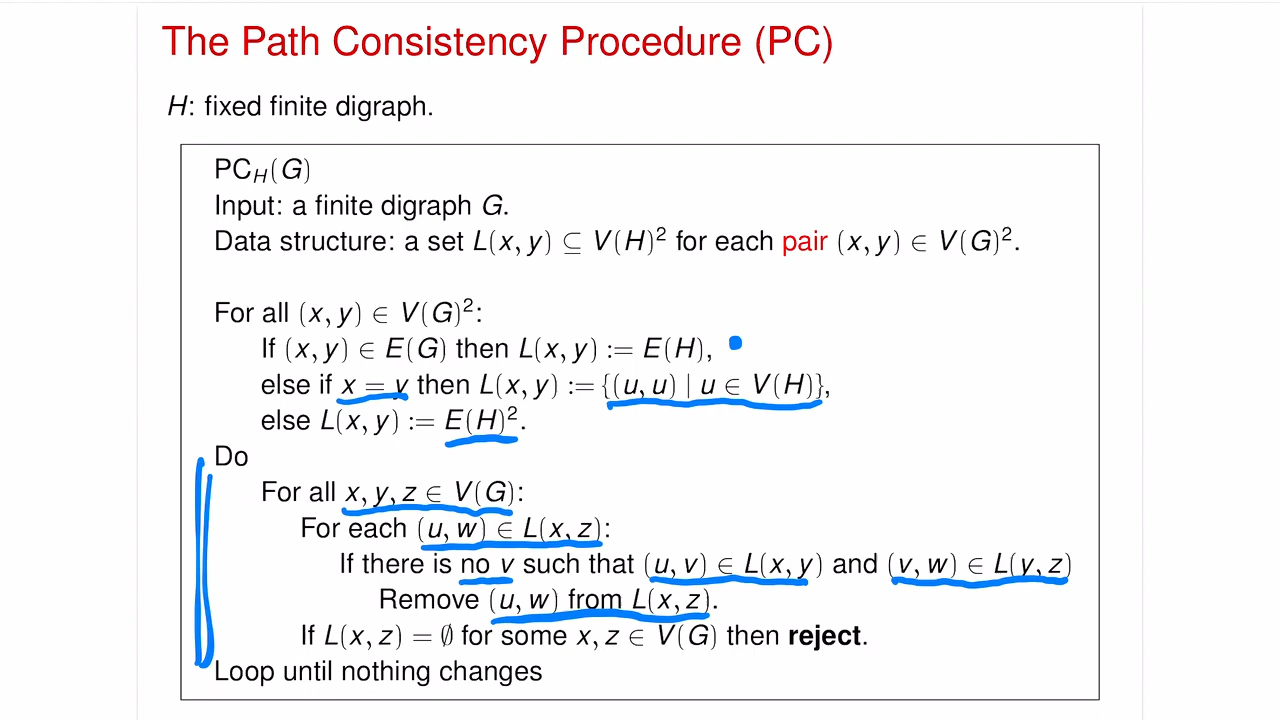 The Path Consistency Procedure (PC)
H: fixed finite digraph.
PC_H(G)
Input: a finite digraph G.
Data structure: a set L(x, y) ⊆ V(H)² for each pair (x, y) ∈ V(G)².
For all (x, y) ∈ V(G)²:
If (x, y) ∈ E(G) then L(x, y) := E(H),
else if x = y then L(x, y) := {(u, u) | u ∈ V(H)},
else L(x, y) := E(H)².
Do
For all x, y, z ∈ V(G):
For each (u, w) ∈ L(x, z):
If there is no v such that (u, v) ∈ L(x, y) and (v, w) ∈ L(y, z)
Remove (u, w) from L(x, z).
If L(x, z) = ∅ for some x, z ∈ V(G) then reject.
Loop until nothing changes